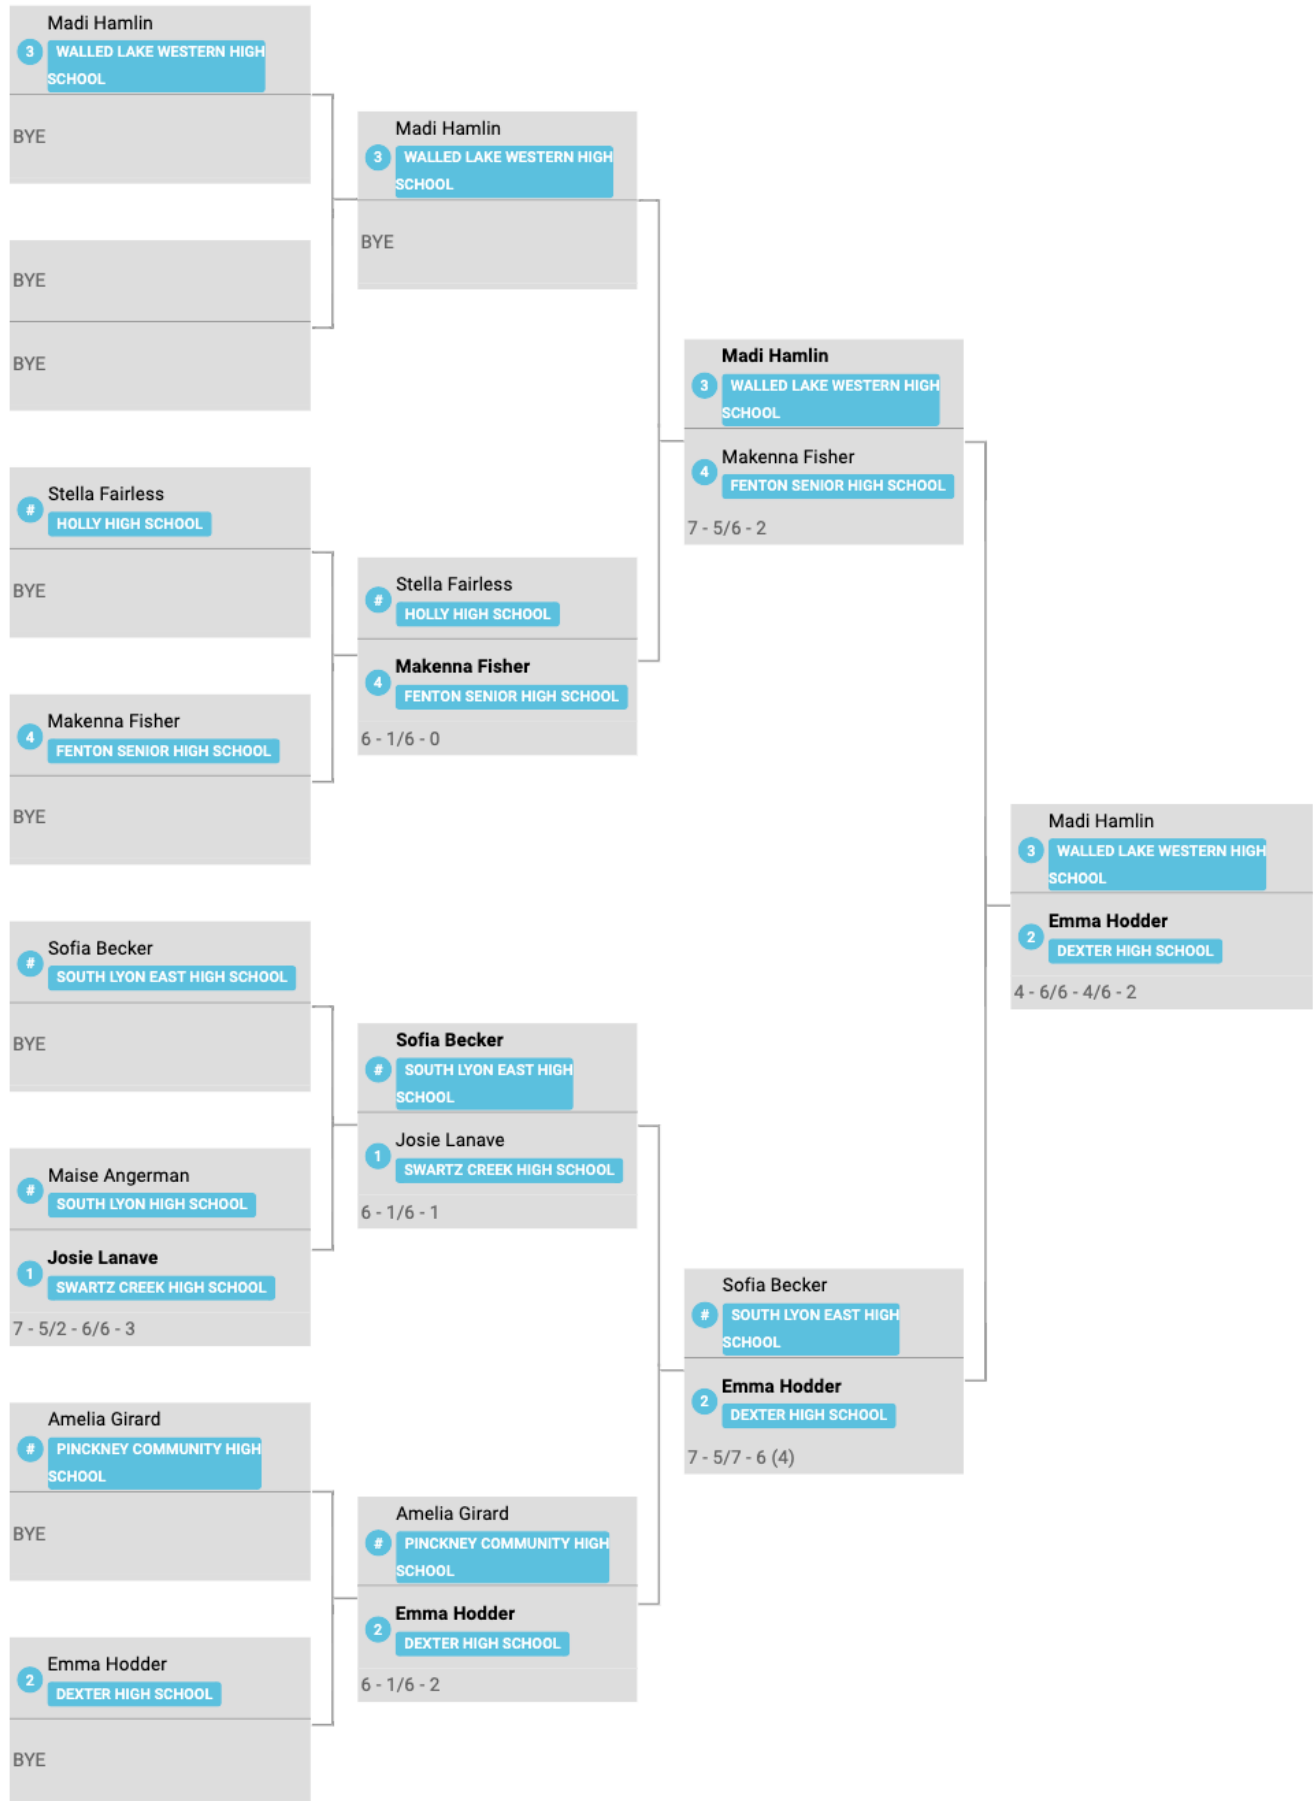 Madi Hamlin
3 WALLED LAKE WESTERN HIGH
SCHOOL
BYE
BYE
BYE
# Stella Fairless
HOLLY HIGH SCHOOL
BYE
4 Makenna Fisher
FENTON SENIOR HIGH SCHOOL
BYE
# Sofia Becker
SOUTH LYON EAST HIGH SCHOOL
BYE
# Maise Angerman
SOUTH LYON HIGH SCHOOL
1 Josie Lanave
SWARTZ CREEK HIGH SCHOOL
7 - 5/2 - 6/6 - 3
Amelia Girard
# PINCKNEY COMMUNITY HIGH
SCHOOL
BYE
2 Emma Hodder
DEXTER HIGH SCHOOL
BYE
Madi Hamlin
3 WALLED LAKE WESTERN HIGH
SCHOOL
BYE
# Stella Fairless
HOLLY HIGH SCHOOL
4 Makenna Fisher
FENTON SENIOR HIGH SCHOOL
6 - 1/6 - 0
Sofia Becker
# SOUTH LYON EAST HIGH
SCHOOL
1 Josie Lanave
SWARTZ CREEK HIGH SCHOOL
6 - 1/6 - 1
Amelia Girard
# PINCKNEY COMMUNITY HIGH
SCHOOL
2 Emma Hodder
DEXTER HIGH SCHOOL
6 - 1/6 - 2
Madi Hamlin
3 WALLED LAKE WESTERN HIGH
SCHOOL
4 Makenna Fisher
FENTON SENIOR HIGH SCHOOL
7 - 5/6 - 2
Sofia Becker
# SOUTH LYON EAST HIGH
SCHOOL
2 Emma Hodder
DEXTER HIGH SCHOOL
7 - 5/7 - 6 (4)
Madi Hamlin
3 WALLED LAKE WESTERN HIGH
SCHOOL
2 Emma Hodder
DEXTER HIGH SCHOOL
4 - 6/6 - 4/6 - 2